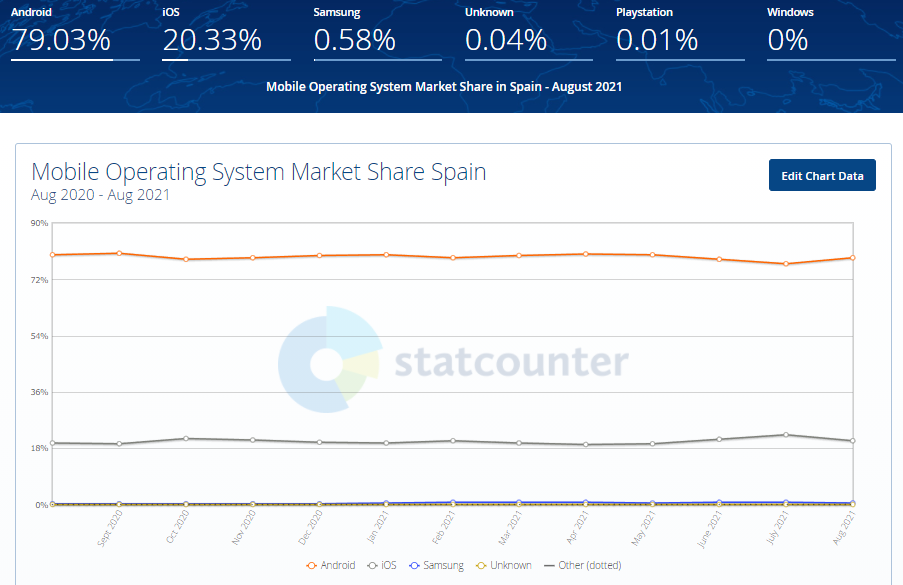 Android iOS Samsung Unknown Playstation Windows
79.03% 20.33% 0.58% 0.04% 0.01% 0%
Mobile Operating System Market Share in Spain - August 2021
Mobile Operating System Market Share Spain
Aug 2020 - Aug 2021
Edit Chart Data
90%
72%
54%
statcounter
36%
18%
0%
Sept 2020 Oct 2020 Nov 2020 Dec 2020 Jan 2021 Feb 2021 Mar 2021 Apr 2021 May 2021 June 2021 July 2021 Aug 2021
Android iOS Samsung Unknown Other (dotted)